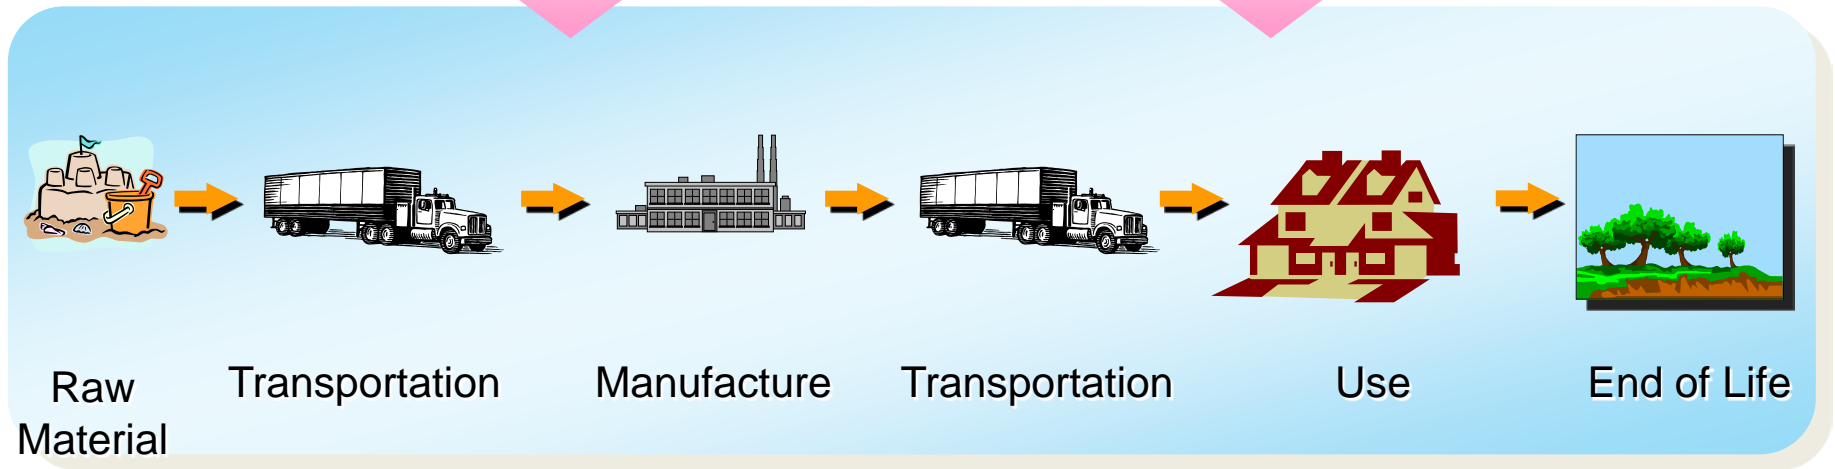 Raw
Material
Transportation
Manufacture
Transportation
Use
End of Life